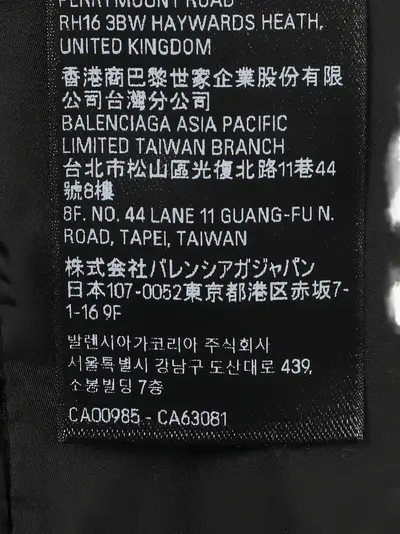 PERRYMOUNT ROAD
RH16 3BW HAYWARDS HEATH,
UNITED KINGDOM
香港商巴黎世家企業股份有限
公司台灣分公司
BALENCIAGA ASIA PACIFIC
LIMITED TAIWAN BRANCH
台北市松山區光復北路11巷44
號8樓
8F. NO. 44 LANE 11 GUANG-FU N.
ROAD, TAPEI, TAIWAN
株式会社バレンシアガジャパン
日本107-0052東京都港区赤坂7-
1-16 9F
발렌시아가코리아 주식회사
서울특별시 강남구 도산대로 439,
소봉빌딩 7층
CA00985 - CA63081